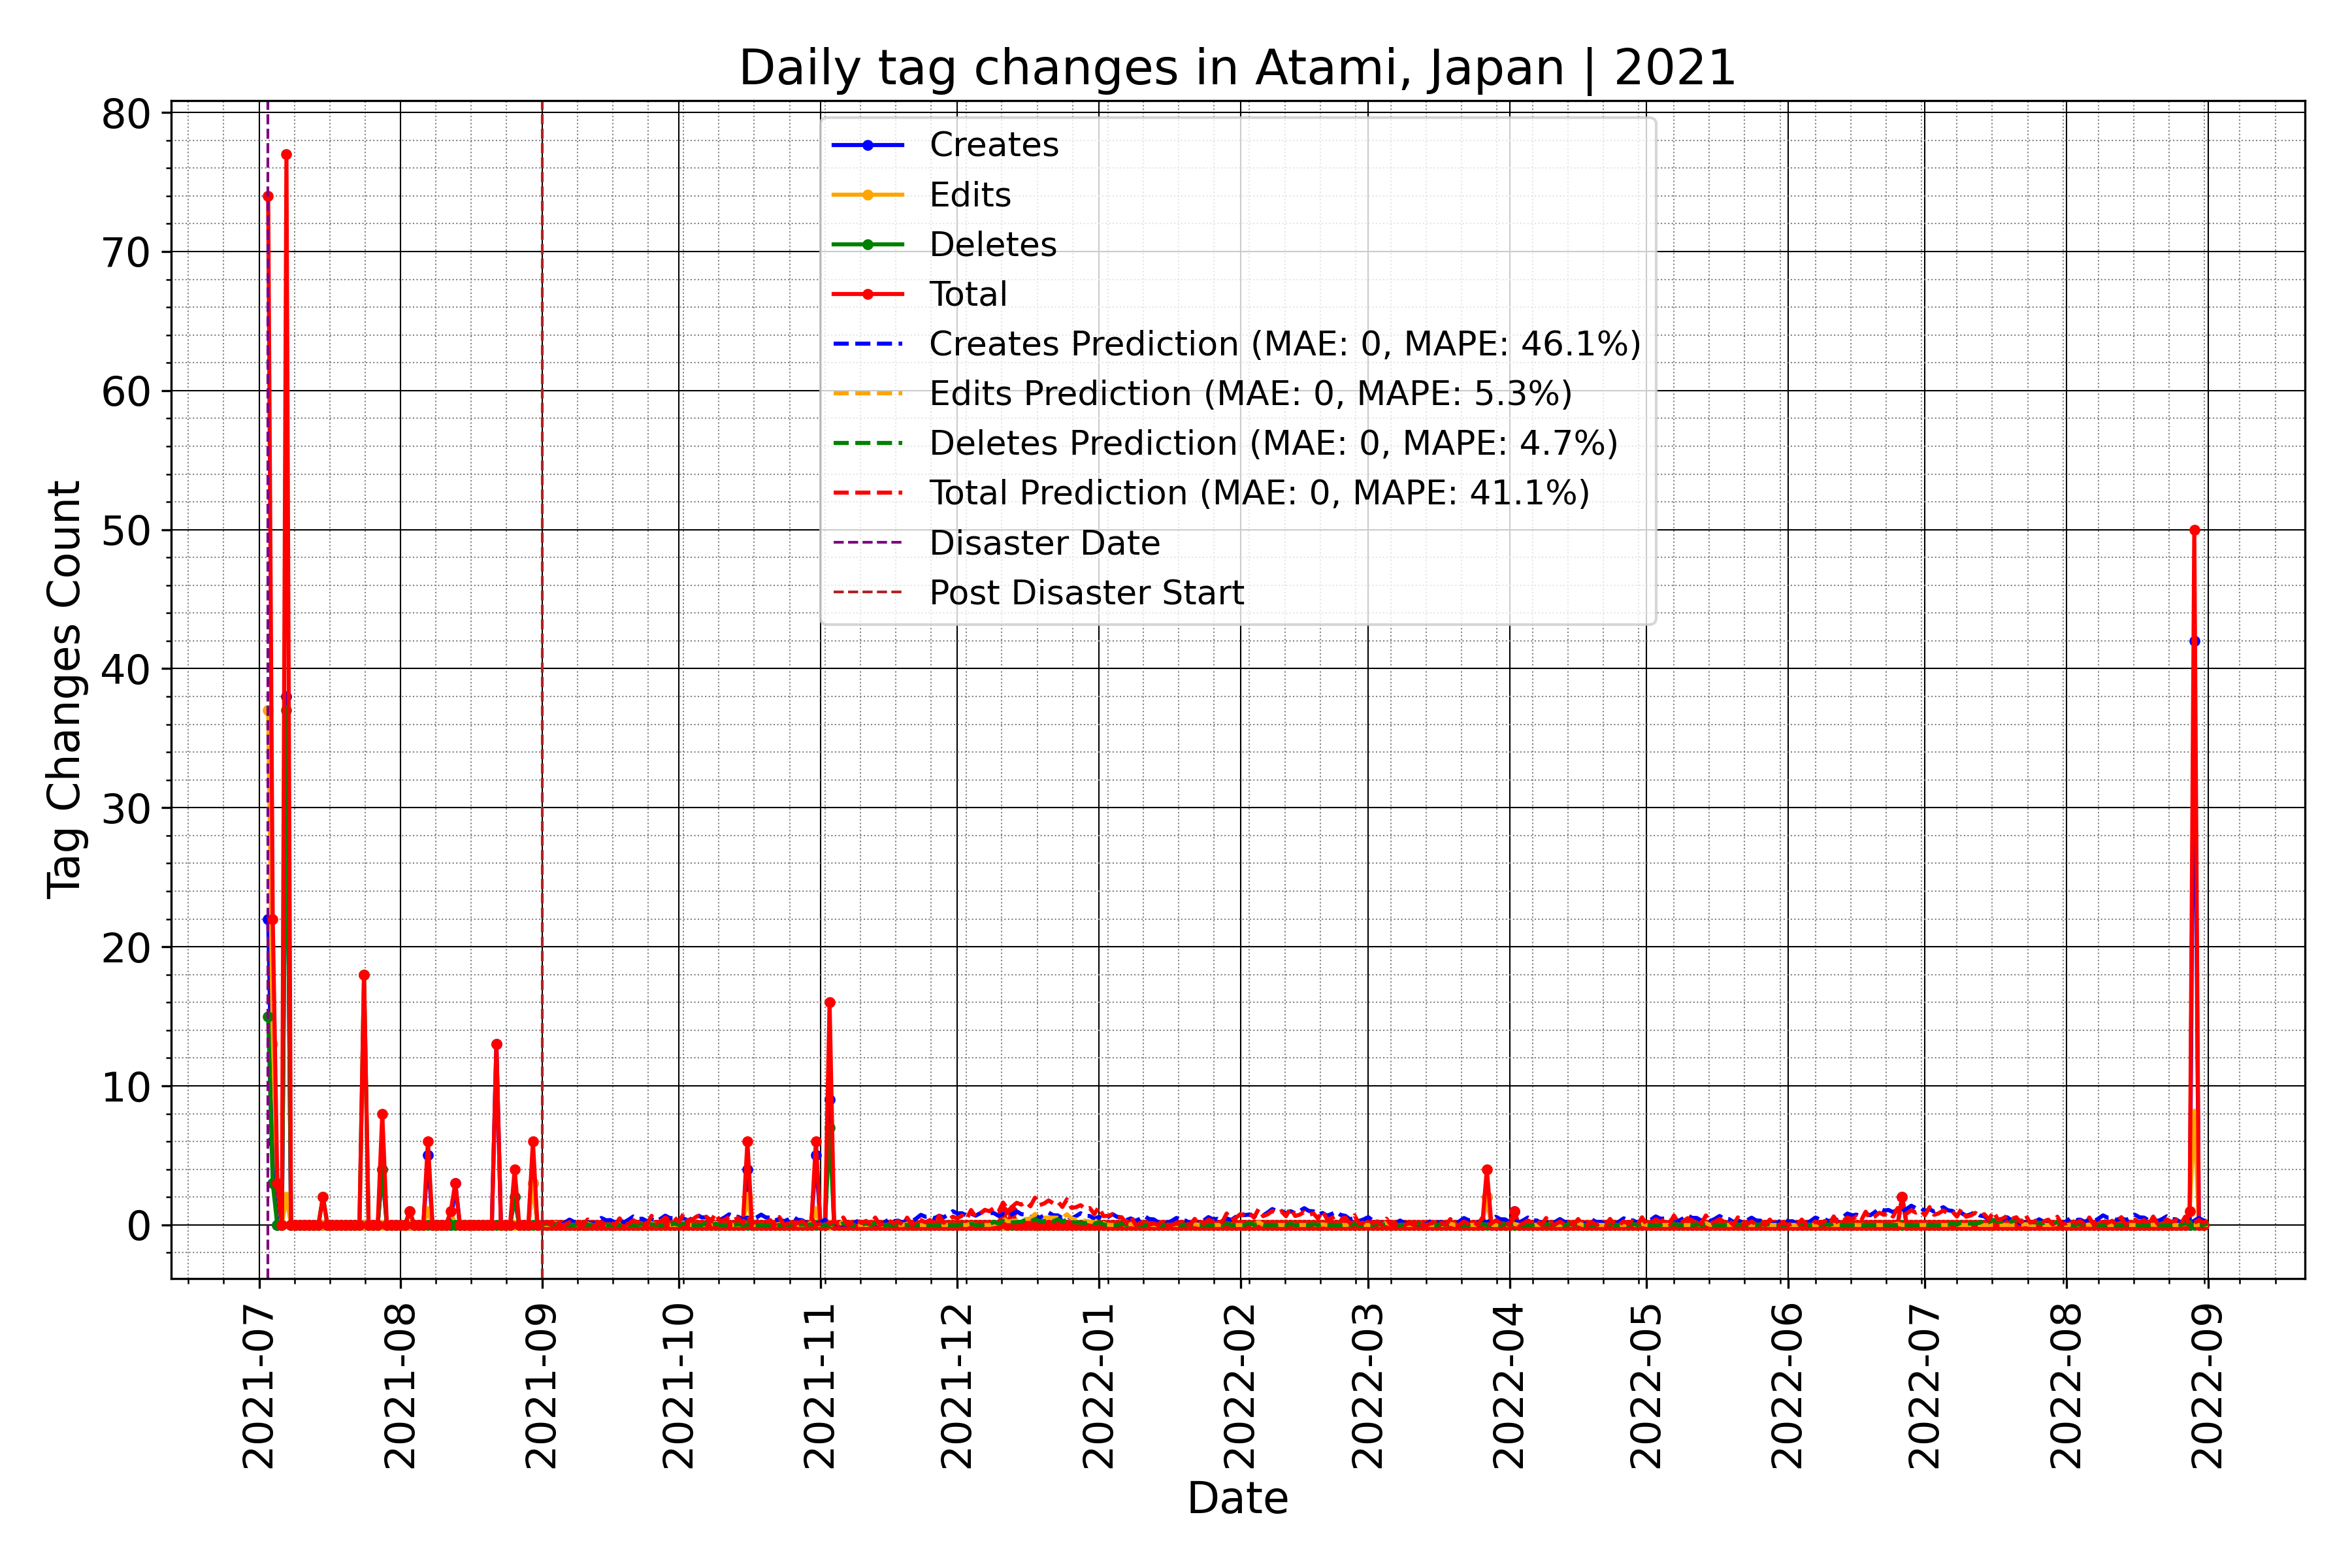 Daily tag changes in Atami, Japan | 2021
80
70
60
50
40
30
20
10
0
Tag Changes Count
Creates
Edits
Deletes
Total
Creates Prediction (MAE: 0, MAPE: 46.1%)
Edits Prediction (MAE: 0, MAPE: 5.3%)
Deletes Prediction (MAE: 0, MAPE: 4.7%)
Total Prediction (MAE: 0, MAPE: 41.1%)
Disaster Date
Post Disaster Start
2021-07
2021-08
2021-09
2021-10
2021-11
2021-12
2022-01
2022-02
2022-03
2022-04
2022-05
2022-06
2022-07
2022-08
2022-09
Date